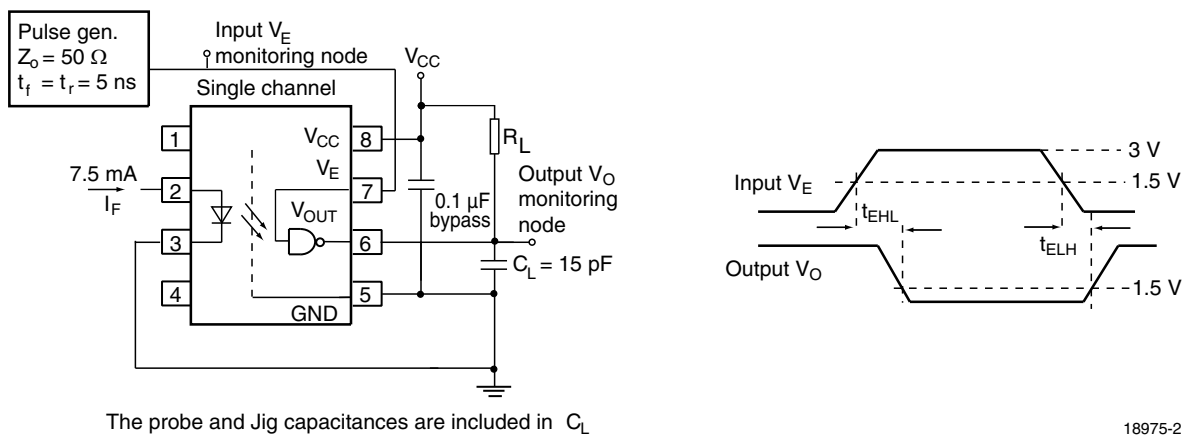 Pulse gen.
Zo = 50 Ω
tf = tr = 5 ns
Input VE
monitoring node
VCC
Single channel
1
2
3
4
7.5 mA
IF
VCC
VE
VOUT
GND
8
7
6
5
RL
0.1 µF
bypass
Output VO
monitoring
node
CL = 15 pF
The probe and Jig capacitances are included in CL
Input VE
3 V
1.5 V
tEHL
tELH
Output VO
1.5 V
18975-2